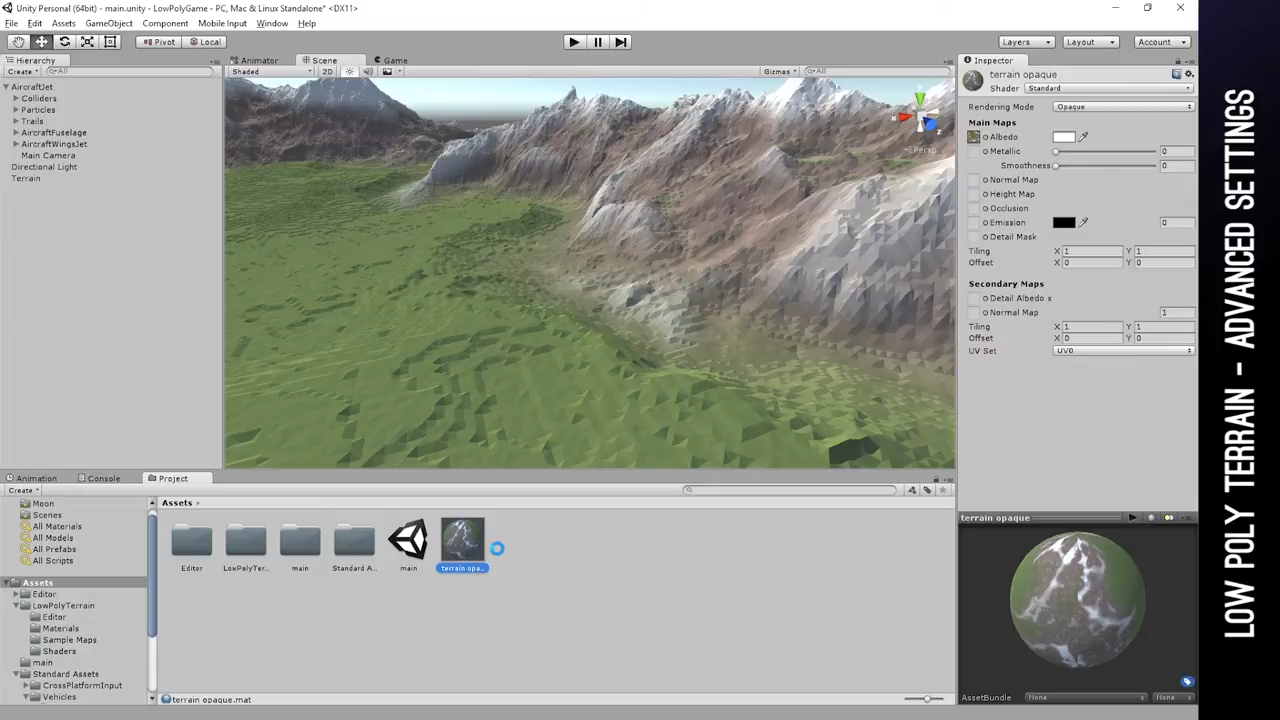 Unity Personal (64bit) - main.unity - LowPolyGame - PC, Mac & Linux Standalone* <DX11>
File Edit Assets GameObject Component Mobile Input Window Help
Pivot Local Layers Layout Account
Hierarchy
Create All
AircraftJet
Colliders
Particles
Trails
AircraftFuselage
AircraftWingsJet
Main Camera
Directional Light
Terrain
Animator Scene Game
Shaded 2D Gizmos All
x y z
Persp
Inspector
terrain opaque
Shader Standard
Rendering Mode Opaque
Main Maps
Albedo
Metallic 0
Smoothness 0
Normal Map
Height Map
Occlusion
Emission 0
Detail Mask
Tiling X 1 Y 1
Offset X 0 Y 0
Secondary Maps
Detail Albedo x
Normal Map 1
Tiling X 1 Y 1
Offset X 0 Y 0
UV Set UV0
Animation Console Project
Create
Moon
Scenes
All Materials
All Models
All Prefabs
All Scripts
Assets
Editor
LowPolyTerrain
Editor
Materials
Sample Maps
Shaders
main
Standard Assets
CrossPlatformInput
Vehicles
Assets
Editor LowPolyTer... main Standard A... main terrain opa...
terrain opaque.mat
terrain opaque
AssetBundle None None
LOW POLY TERRAIN - ADVANCED SETTINGS